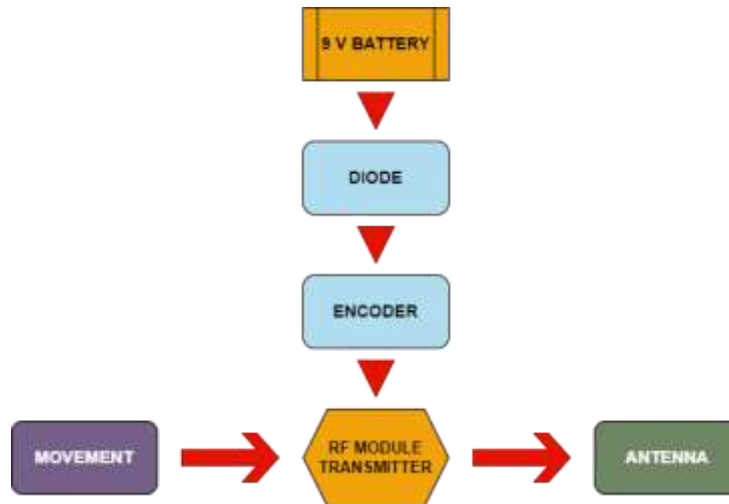 9 V BATTERY
DIODE
ENCODER
MOVEMENT
RF MODULE
TRANSMITTER
ANTENNA